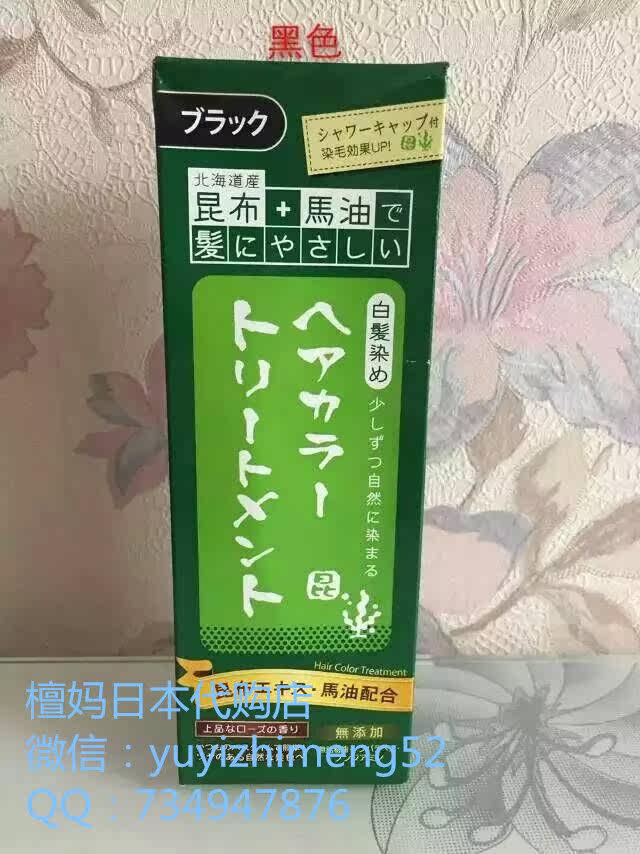 黑色
ブラック
シャワーキャップ付
染毛効果UP!
北海道産
昆布+馬油で
髪にやさしい
白髪染め
少しずつ自然に染まる
ヘアカラー
トリートメント
昆
Hair Color Treatment
馬油配合
上品なローズの香り
無添加
檀妈日本代购店
微信：yuyizhimeng52
QQ：734947876